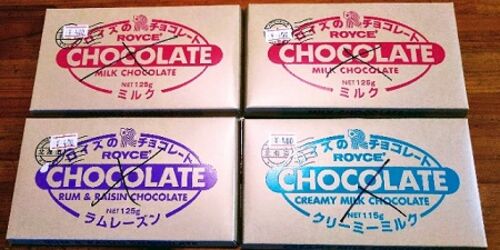 ロイズのチョコレート
ROYCE'
CHOCOLATE
MILK CHOCOLATE
NET 125g
ミルク
ロイズのチョコレート
ROYCE'
CHOCOLATE
MILK CHOCOLATE
NET 125g
ミルク
ロイズのチョコレート
ROYCE'
CHOCOLATE
RUM & RAISIN CHOCOLATE
NET 125g
ラムレーズン
ロイズのチョコレート
ROYCE'
CHOCOLATE
CREAMY MILK CHOCOLATE
NET 115g
クリーミーミルク